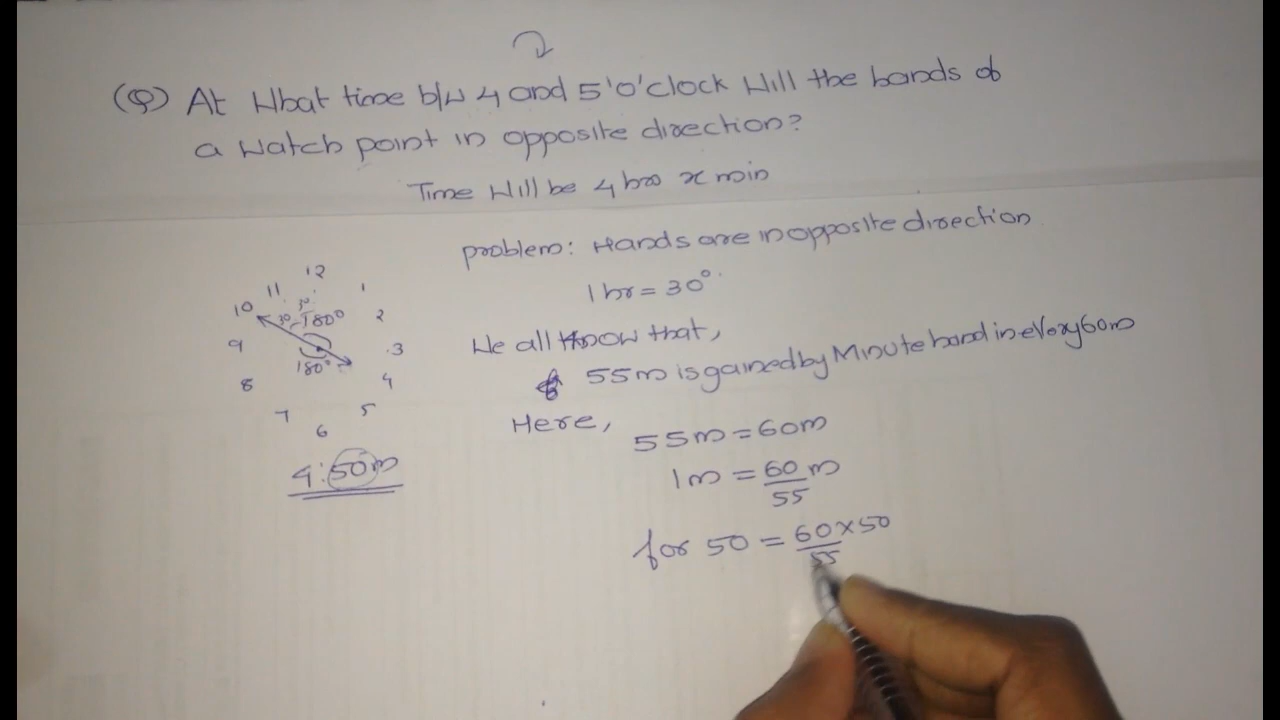 (Q) At What time b/w 4 and 5'o'clock Will the hands of
a Watch point in opposite direction?
Time Will be 4 hrs x min
problem: Hands are in opposite direction
1 hr = 30°
We all know that,
55m is gained by Minute hand in every 60m
Here,
55m = 60m
1m = 60/55 m
for 50 = 60×50/55
12
11
1
10
30
30
180°
2
9
3
180°
8
4
7
5
6
4:50m